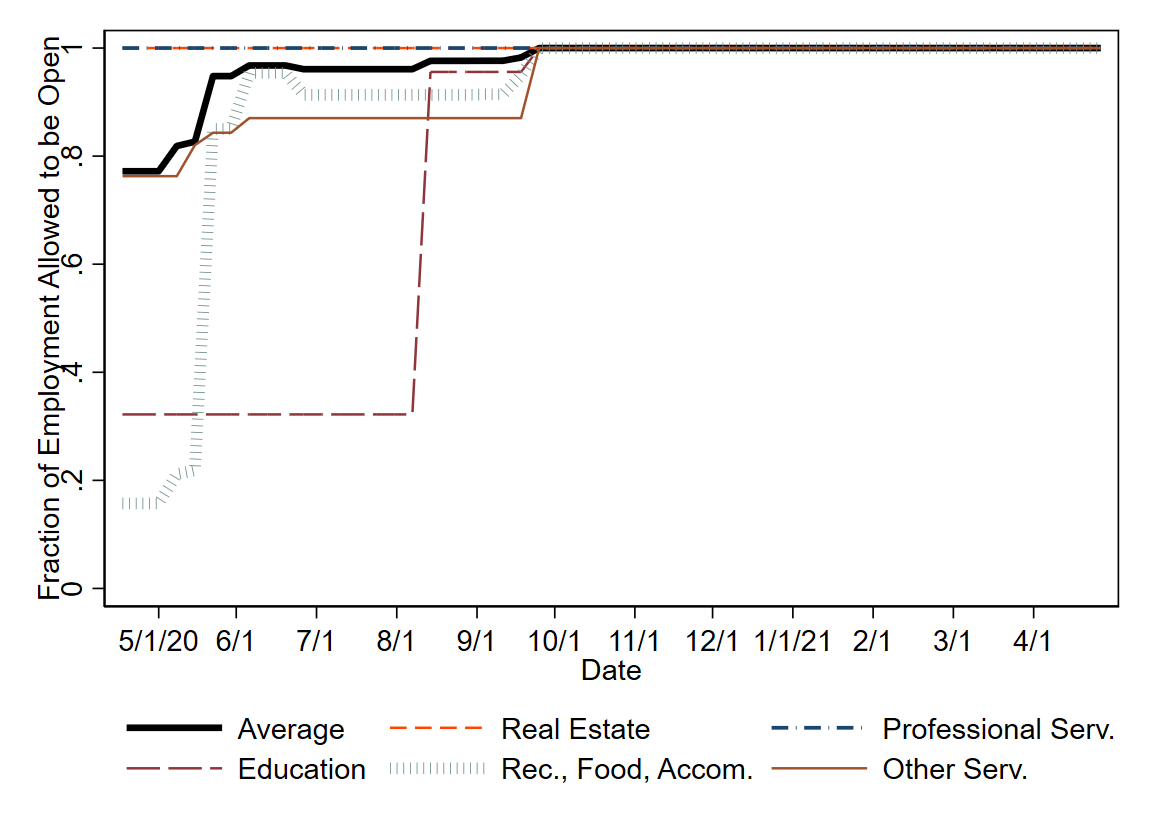 Fraction of Employment Allowed to be Open
1
.8
.6
.4
.2
0
5/1/20 6/1 7/1 8/1 9/1 10/1 11/1 12/1 1/1/21 2/1 3/1 4/1
Date
Average Real Estate Professional Serv.
Education Rec., Food, Accom. Other Serv.